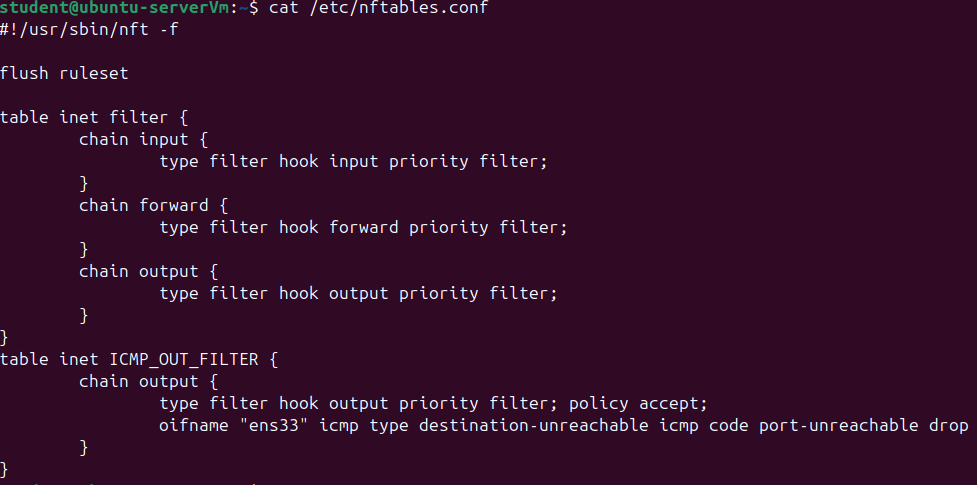 student@ubuntu-serverVm:~$ cat /etc/nftables.conf
#!/usr/sbin/nft -f

flush ruleset

table inet filter {
        chain input {
                type filter hook input priority filter;
        }
        chain forward {
                type filter hook forward priority filter;
        }
        chain output {
                type filter hook output priority filter;
        }
}
table inet ICMP_OUT_FILTER {
        chain output {
                type filter hook output priority filter; policy accept;
                oifname "ens33" icmp type destination-unreachable icmp code port-unreachable drop
        }
}